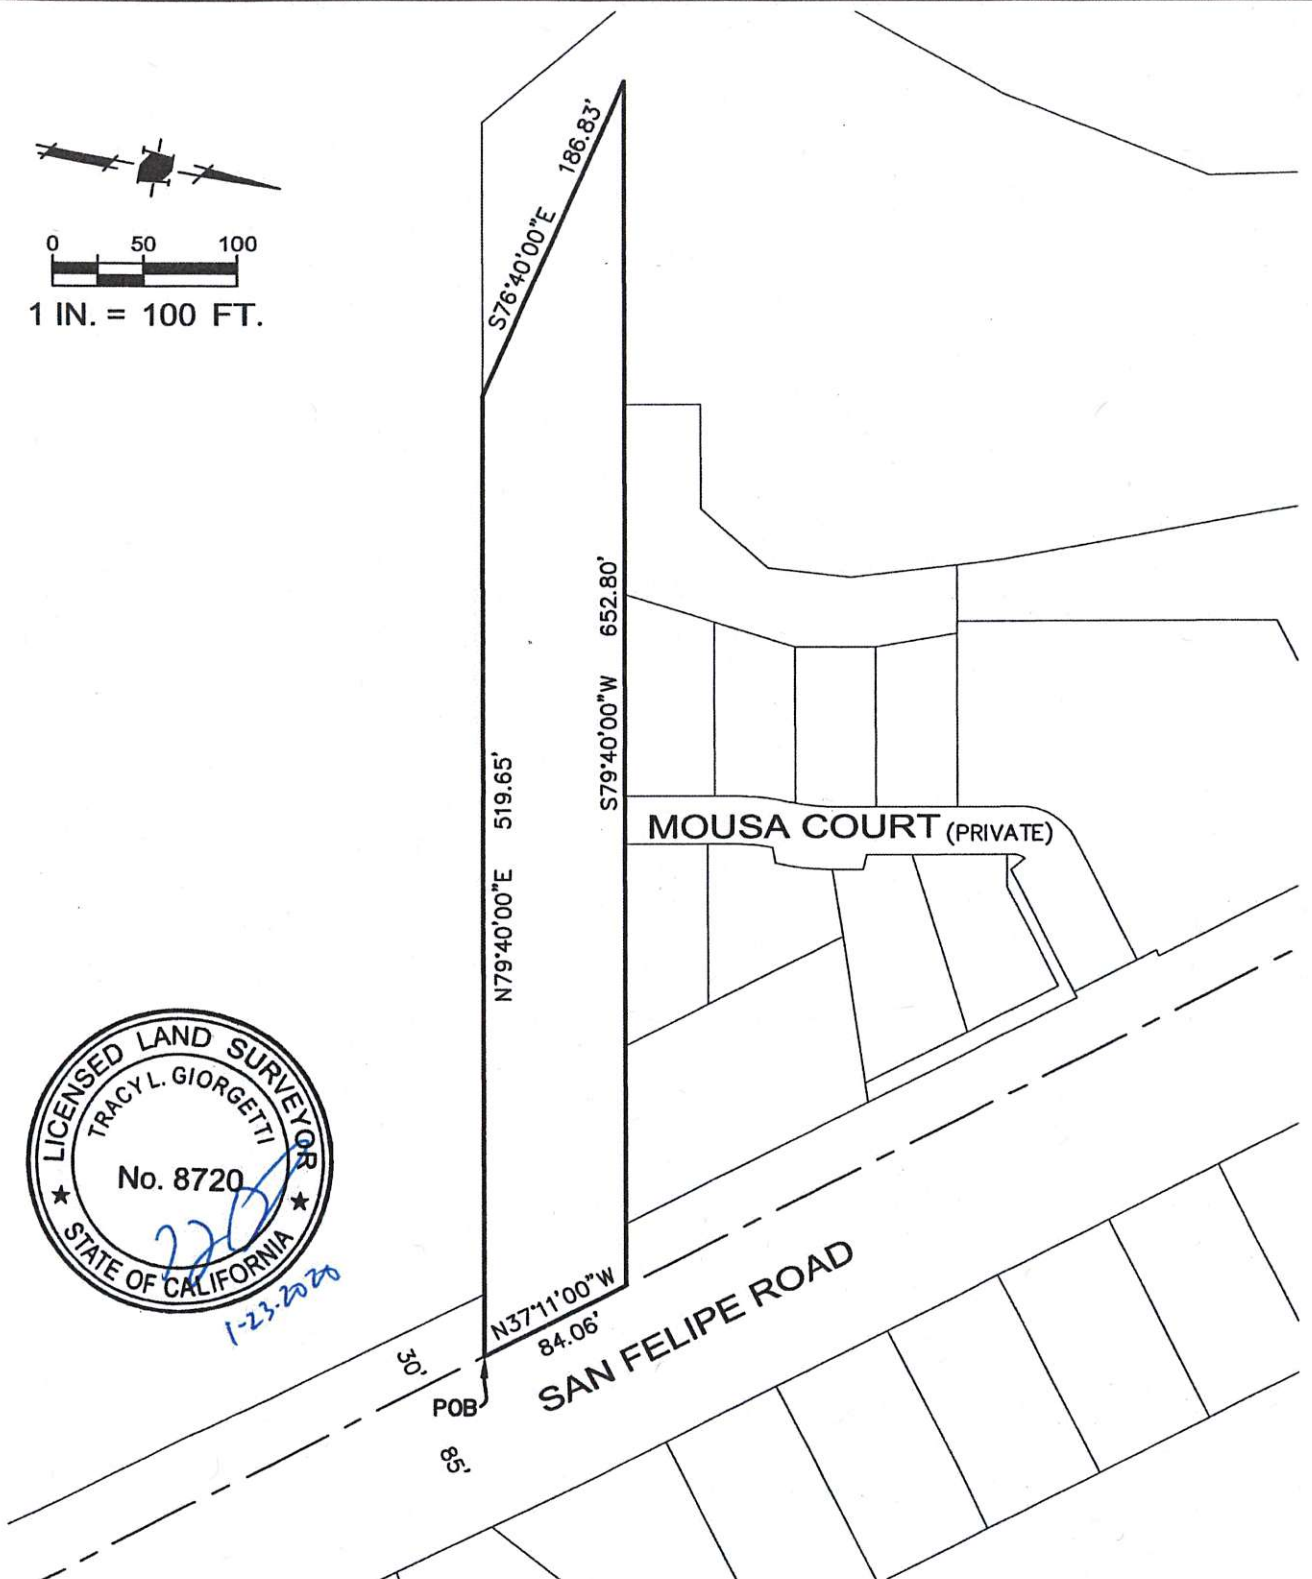 186.83'
S76°40'00"E
0 50 100
1 IN. = 100 FT.
S79°40'00"W 652.80'
N79°40'00"E 519.65'
MOUSA COURT (PRIVATE)
LICENSED LAND SURVEYOR
TRACY L. GIORGETTI
No. 8720
★ STATE OF CALIFORNIA ★
1-23-2020
N37°11'00"W
84.06'
SAN FELIPE ROAD
30'
POB
85'